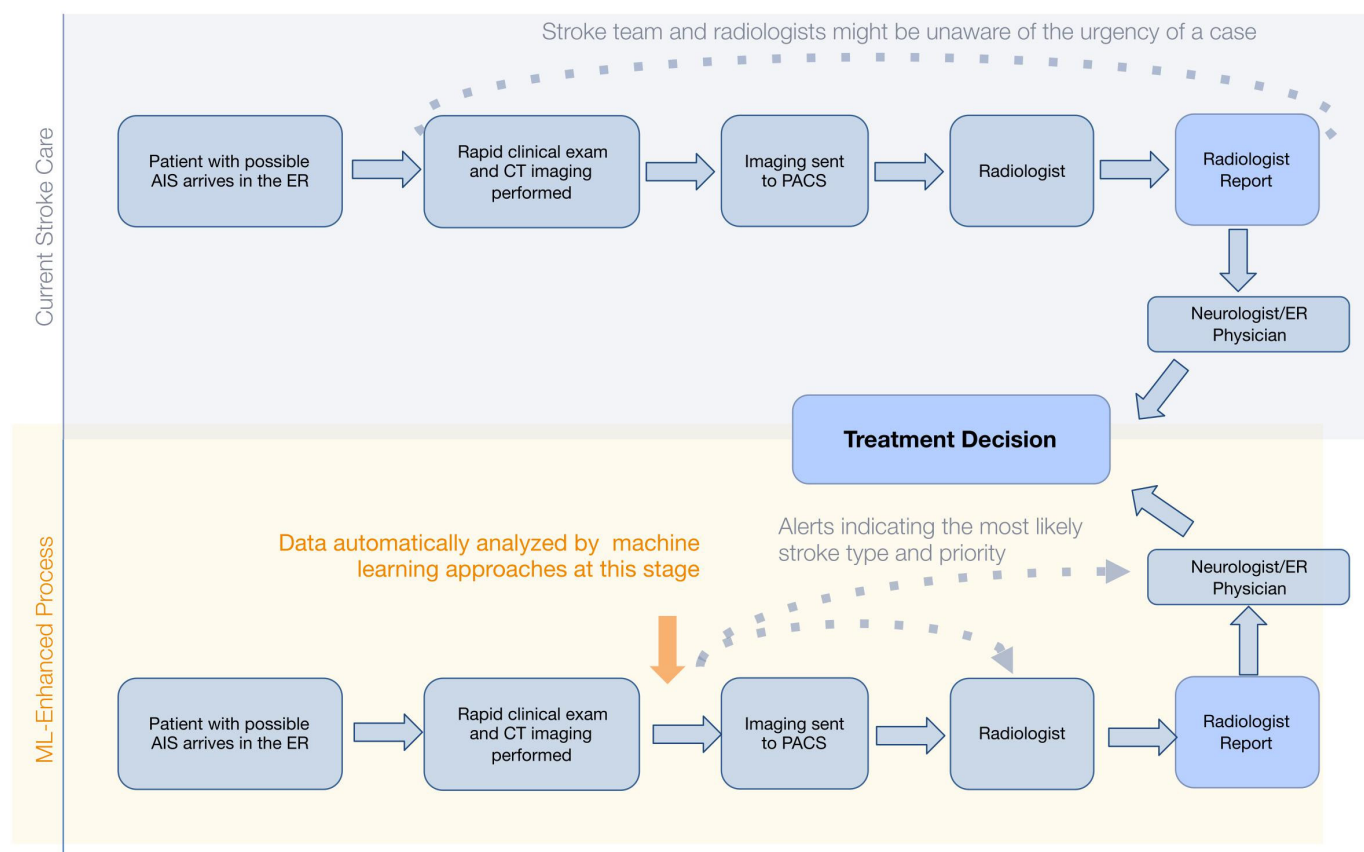 Stroke team and radiologists might be unaware of the urgency of a case
Current Stroke Care
Patient with possible
AIS arrives in the ER
Rapid clinical exam
and CT imaging
performed
Imaging sent
to PACS
Radiologist
Radiologist
Report
Neurologist/ER
Physician
Treatment Decision
ML-Enhanced Process
Data automatically analyzed by machine
learning approaches at this stage
Alerts indicating the most likely
stroke type and priority
Neurologist/ER
Physician
Patient with possible
AIS arrives in the ER
Rapid clinical exam
and CT imaging
performed
Imaging sent
to PACS
Radiologist
Radiologist
Report